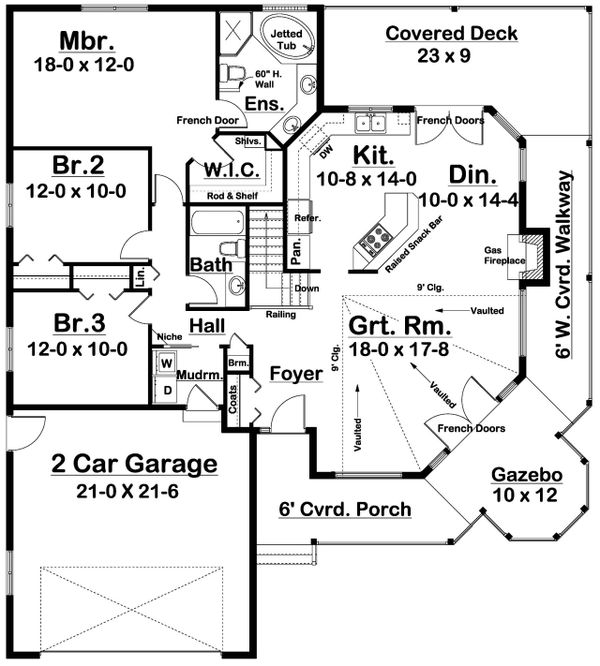 Mbr.
18-0 x 12-0
Jetted
Tub
60" H.
Wall
Ens.
French Door
Covered Deck
23 x 9
French Doors
Shlvs.
W.I.C.
Rod & Shelf
DW
Kit.
10-8 x 14-0
Din.
10-0 x 14-4
Br.2
12-0 x 10-0
Refer.
Pan.
Raised Snack Bar
Gas
Fireplace
6' W. Cvrd. Walkway
Bath
Lin.
Down
Railing
9' Clg.
Vaulted
Br.3
12-0 x 10-0
Hall
Niche
Grt. Rm.
18-0 x 17-8
9' Clg.
W
D
Mudrm.
Brm.
Coats
Foyer
Vaulted
Vaulted
French Doors
2 Car Garage
21-0 X 21-6
Gazebo
10 x 12
6' Cvrd. Porch